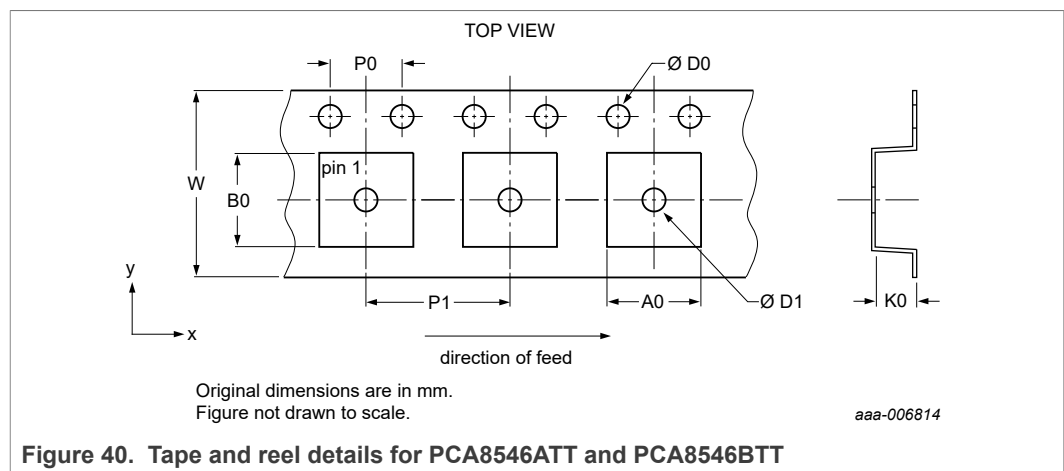 TOP VIEW
P0
Ø D0
pin 1
W
B0
y
x
P1
A0
Ø D1
K0
direction of feed
Original dimensions are in mm.
Figure not drawn to scale.
aaa-006814
Figure 40. Tape and reel details for PCA8546ATT and PCA8546BTT